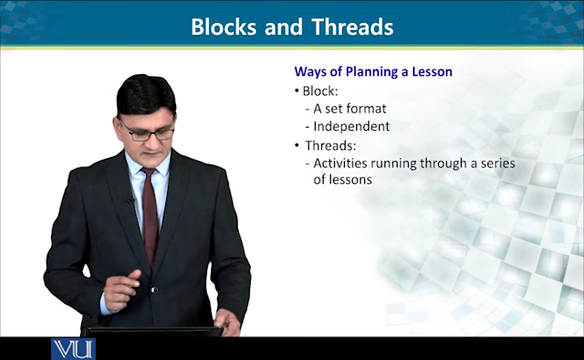 Blocks and Threads
Ways of Planning a Lesson
• Block:
- A set format
- Independent
• Threads:
- Activities running through a series
of lessons
VU